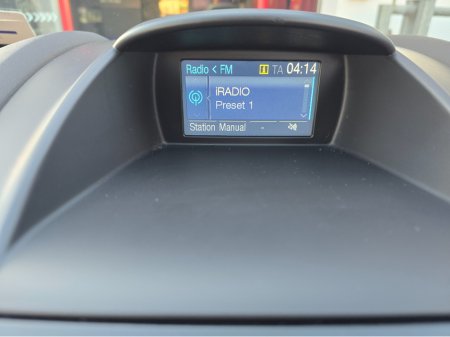 Radio < FM i TA 04:14
IRADIO
Preset 1
Station Manual